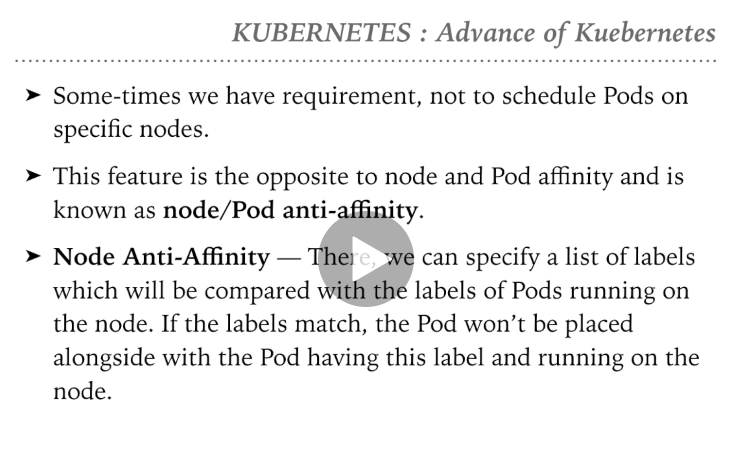 KUBERNETES : Advance of Kuebernetes
➤ Some-times we have requirement, not to schedule Pods on
specific nodes.
➤ This feature is the opposite to node and Pod affinity and is
known as node/Pod anti-affinity.
➤ Node Anti-Affinity — There, we can specify a list of labels
which will be compared with the labels of Pods running on
the node. If the labels match, the Pod won’t be placed
alongside with the Pod having this label and running on the
node.